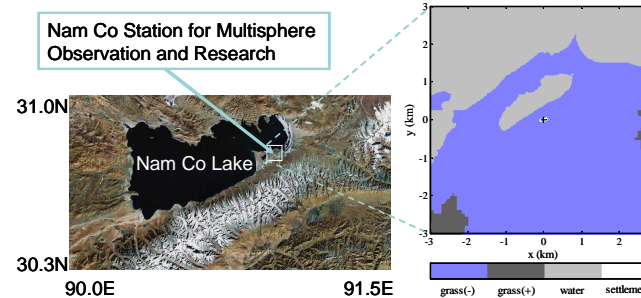 Nam Co Station for Multisphere
Observation and Research
31.0N
Nam Co Lake
30.3N
90.0E
91.5E
3
2
1
0
-1
-2
-3
y (km)
-3
-2
-1
0
1
2
x (km)
grass(-)
grass(+)
water
settleme